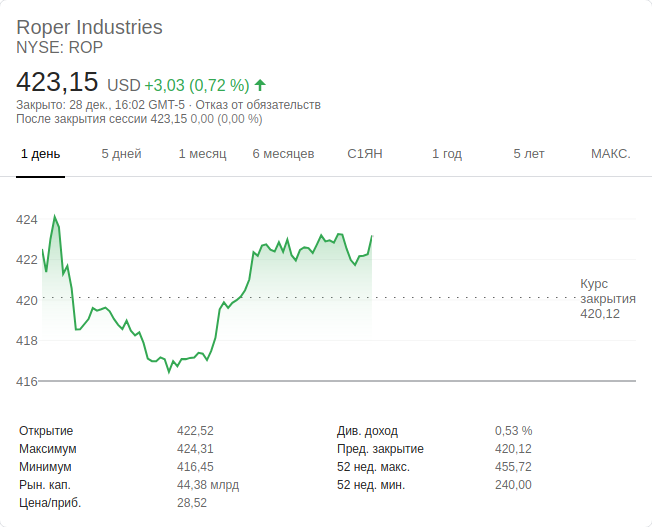 Roper Industries
NYSE: ROP
423,15 USD +3,03 (0,72 %)
Закрыто: 28 дек., 16:02 GMT-5 · Отказ от обязательств
После закрытия сессии 423,15 0,00 (0,00 %)
1 день 5 дней 1 месяц 6 месяцев С1ЯН 1 год 5 лет МАКС.
424
422
420
418
416
Курс
закрытия
420,12
Открытие 422,52 Див. доход 0,53 %
Максимум 424,31 Пред. закрытие 420,12
Минимум 416,45 52 нед. макс. 455,72
Рын. кап. 44,38 млрд 52 нед. мин. 240,00
Цена/приб. 28,52